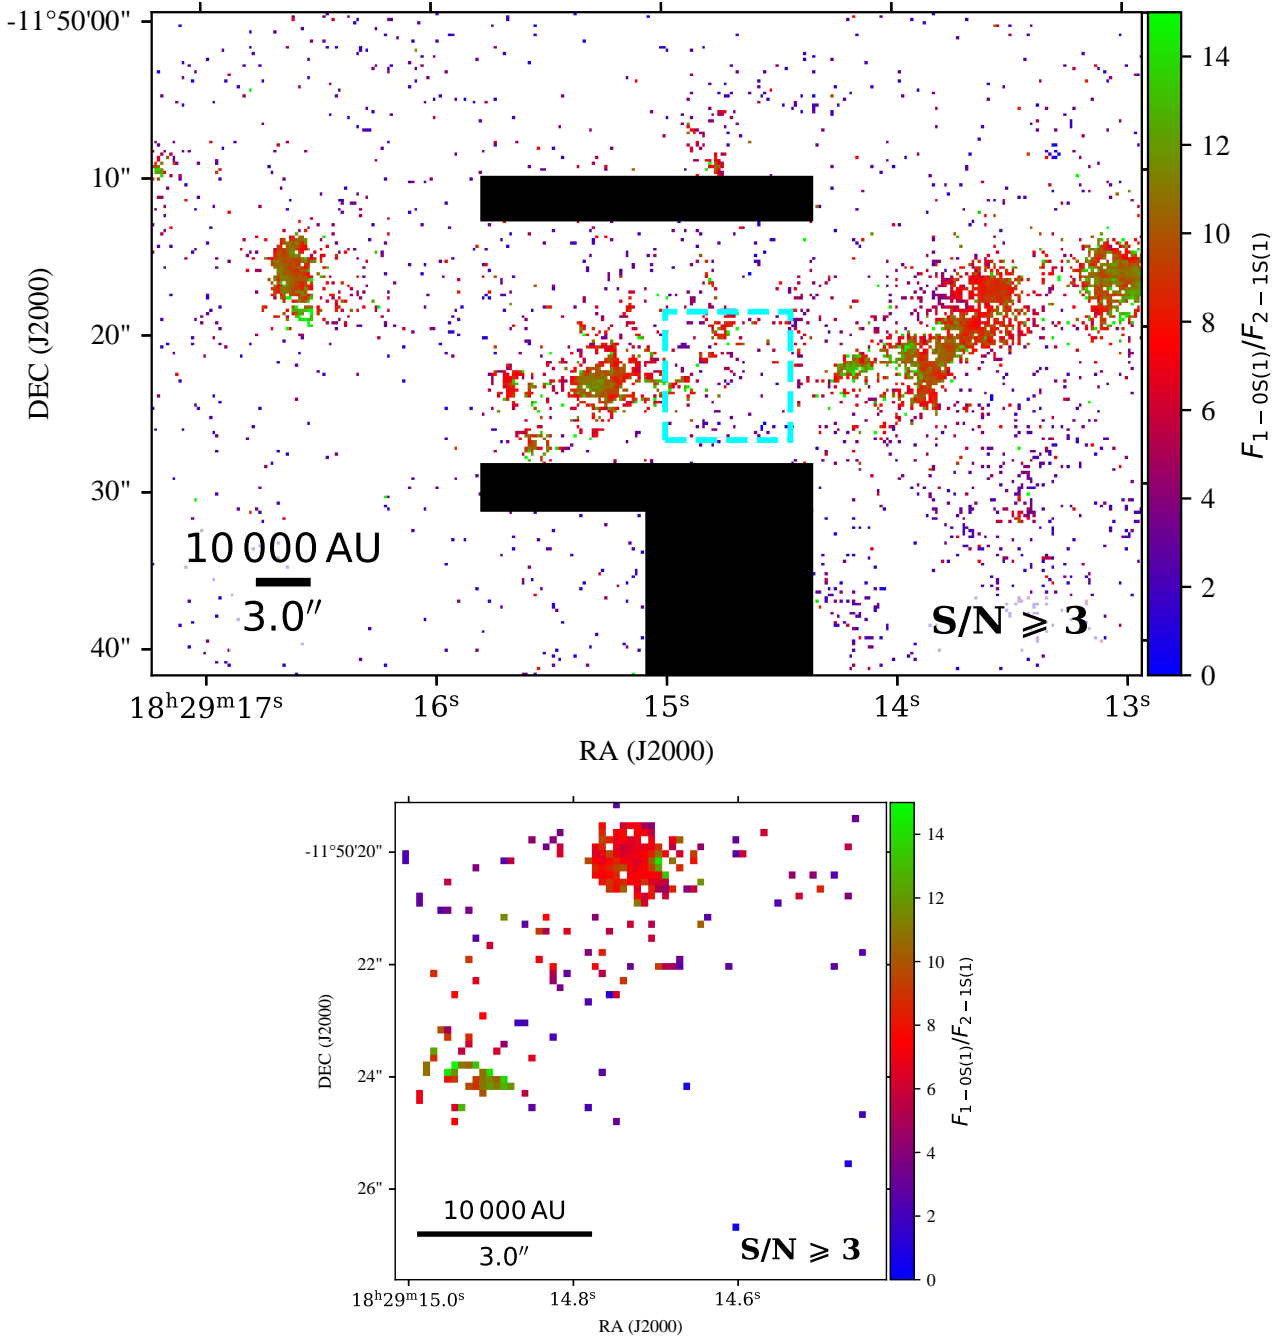 -11°50'00"
10"
20"
30"
40"
DEC (J2000)
10 000 AU
3.0″
S/N ⩾ 3
18ʰ29ᵐ17ˢ
16ˢ
15ˢ
14ˢ
13ˢ
RA (J2000)
14
12
10
8
6
4
2
0
F1−0S(1)/F2−1S(1)
-11°50'20"
22"
24"
26"
DEC (J2000)
10 000 AU
3.0″
S/N ⩾ 3
18ʰ29ᵐ15.0ˢ
14.8ˢ
14.6ˢ
RA (J2000)
14
12
10
8
6
4
2
0
F1−0S(1)/F2−1S(1)